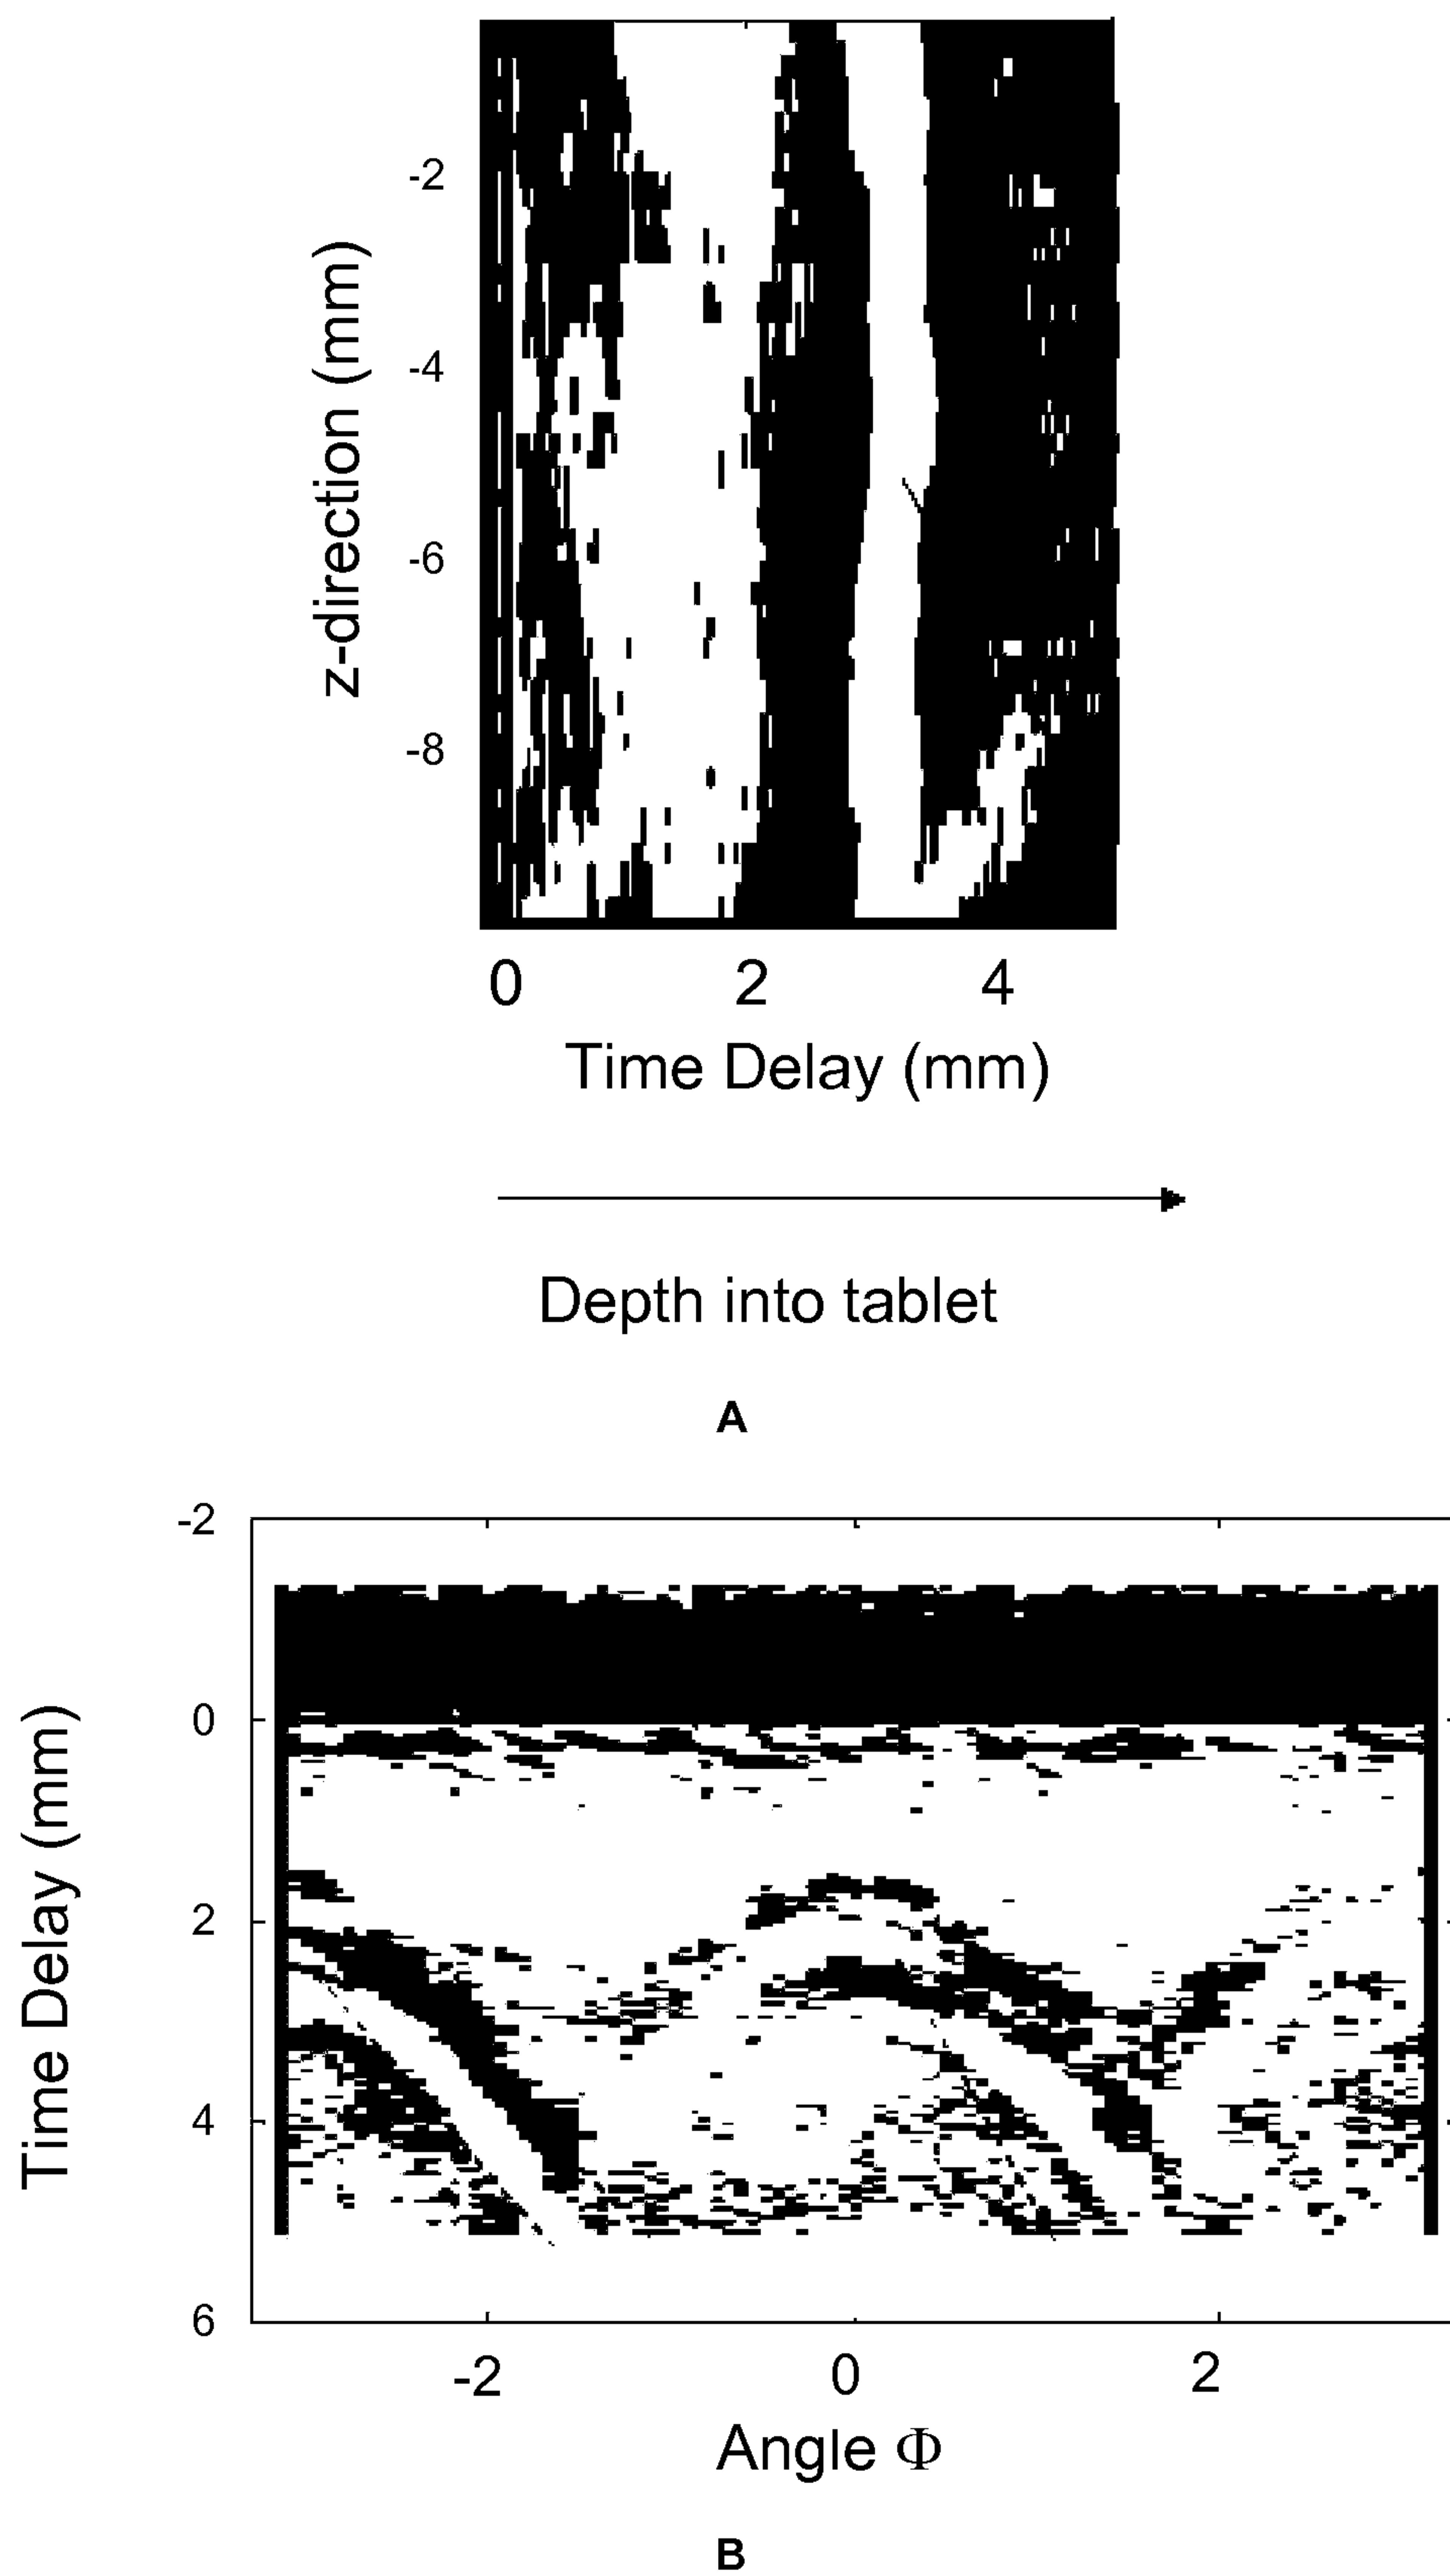 z-direction (mm)
-2
-4
-6
-8
0 2 4
Time Delay (mm)
Depth into tablet
A
Time Delay (mm)
-2
0
2
4
6
-2 0 2
Angle Φ
B